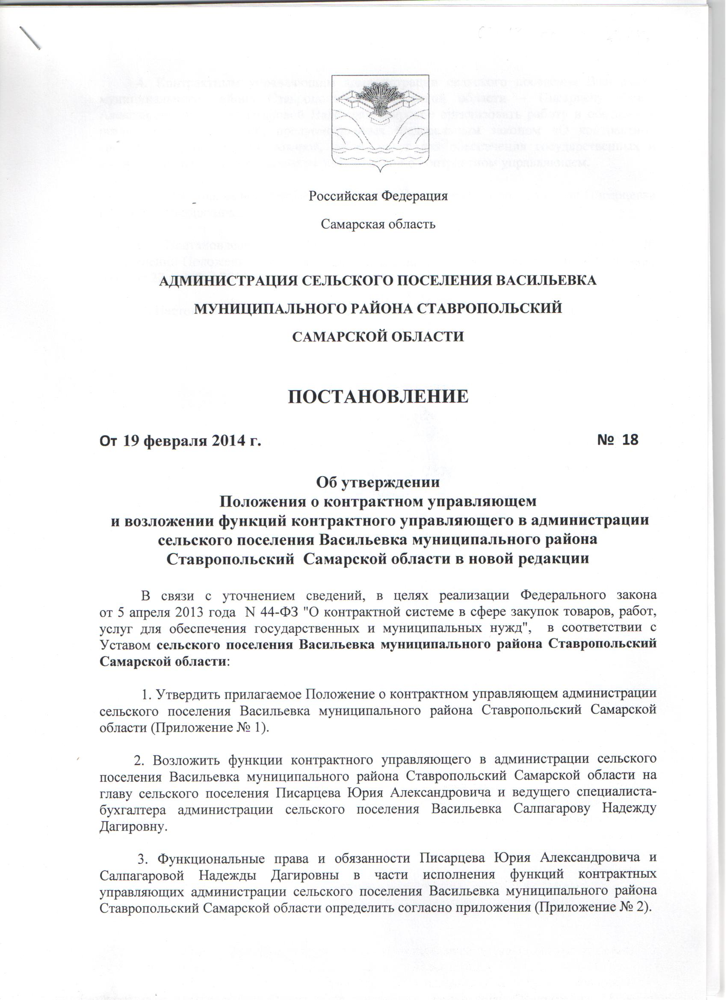 Российская Федерация
Самарская область
АДМИНИСТРАЦИЯ СЕЛЬСКОГО ПОСЕЛЕНИЯ ВАСИЛЬЕВКА
МУНИЦИПАЛЬНОГО РАЙОНА СТАВРОПОЛЬСКИЙ
САМАРСКОЙ ОБЛАСТИ
ПОСТАНОВЛЕНИЕ
От 19 февраля 2014 г. № 18
Об утверждении
Положения о контрактном управляющем
и возложении функций контрактного управляющего в администрации
сельского поселения Васильевка муниципального района
Ставропольский Самарской области в новой редакции
В связи с уточнением сведений, в целях реализации Федерального закона
от 5 апреля 2013 года N 44-ФЗ "О контрактной системе в сфере закупок товаров, работ,
услуг для обеспечения государственных и муниципальных нужд", в соответствии с
Уставом сельского поселения Васильевка муниципального района Ставропольский
Самарской области:
1. Утвердить прилагаемое Положение о контрактном управляющем администрации
сельского поселения Васильевка муниципального района Ставропольский Самарской
области (Приложение № 1).
2. Возложить функции контрактного управляющего в администрации сельского
поселения Васильевка муниципального района Ставропольский Самарской области на
главу сельского поселения Писарцева Юрия Александровича и ведущего специалиста-
бухгалтера администрации сельского поселения Васильевка Салпагарову Надежду
Дагировну.
3. Функциональные права и обязанности Писарцева Юрия Александровича и
Салпагаровой Надежды Дагировны в части исполнения функций контрактных
управляющих администрации сельского поселения Васильевка муниципального района
Ставропольский Самарской области определить согласно приложения (Приложение № 2).